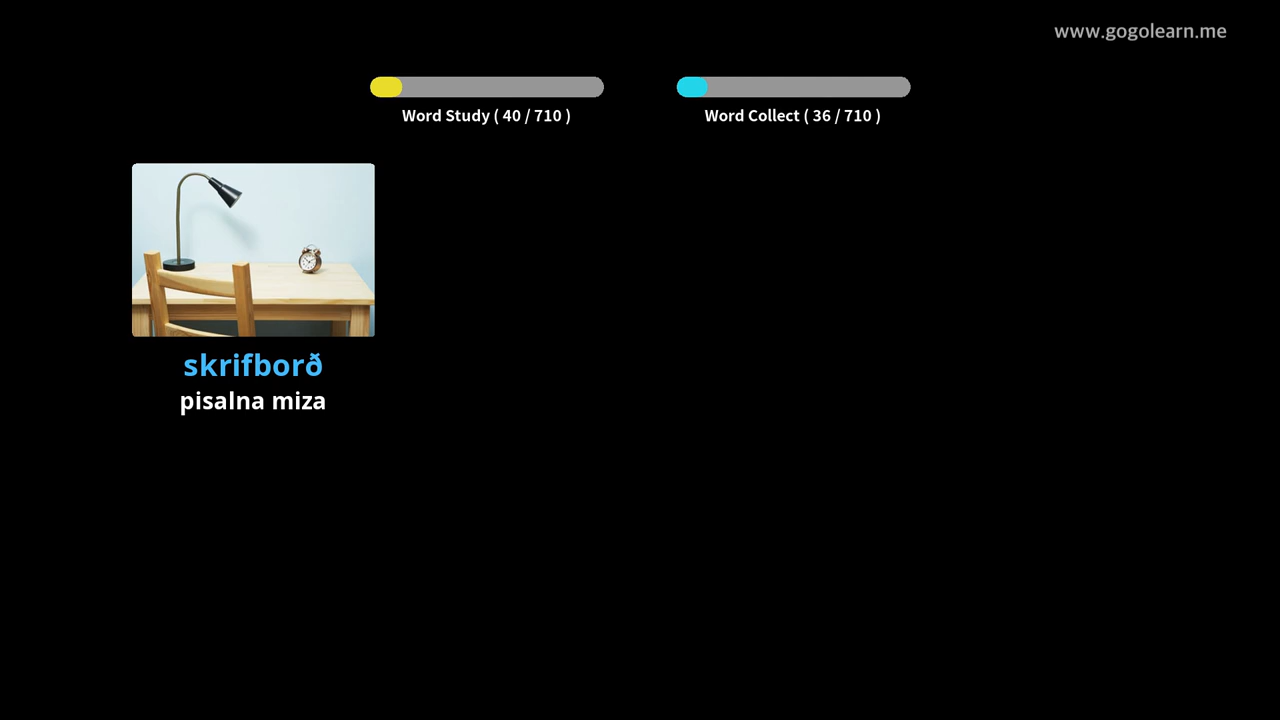 www.gogolearn.me
Word Study ( 40 / 710 )
Word Collect ( 36 / 710 )
skrifborð
pisalna miza